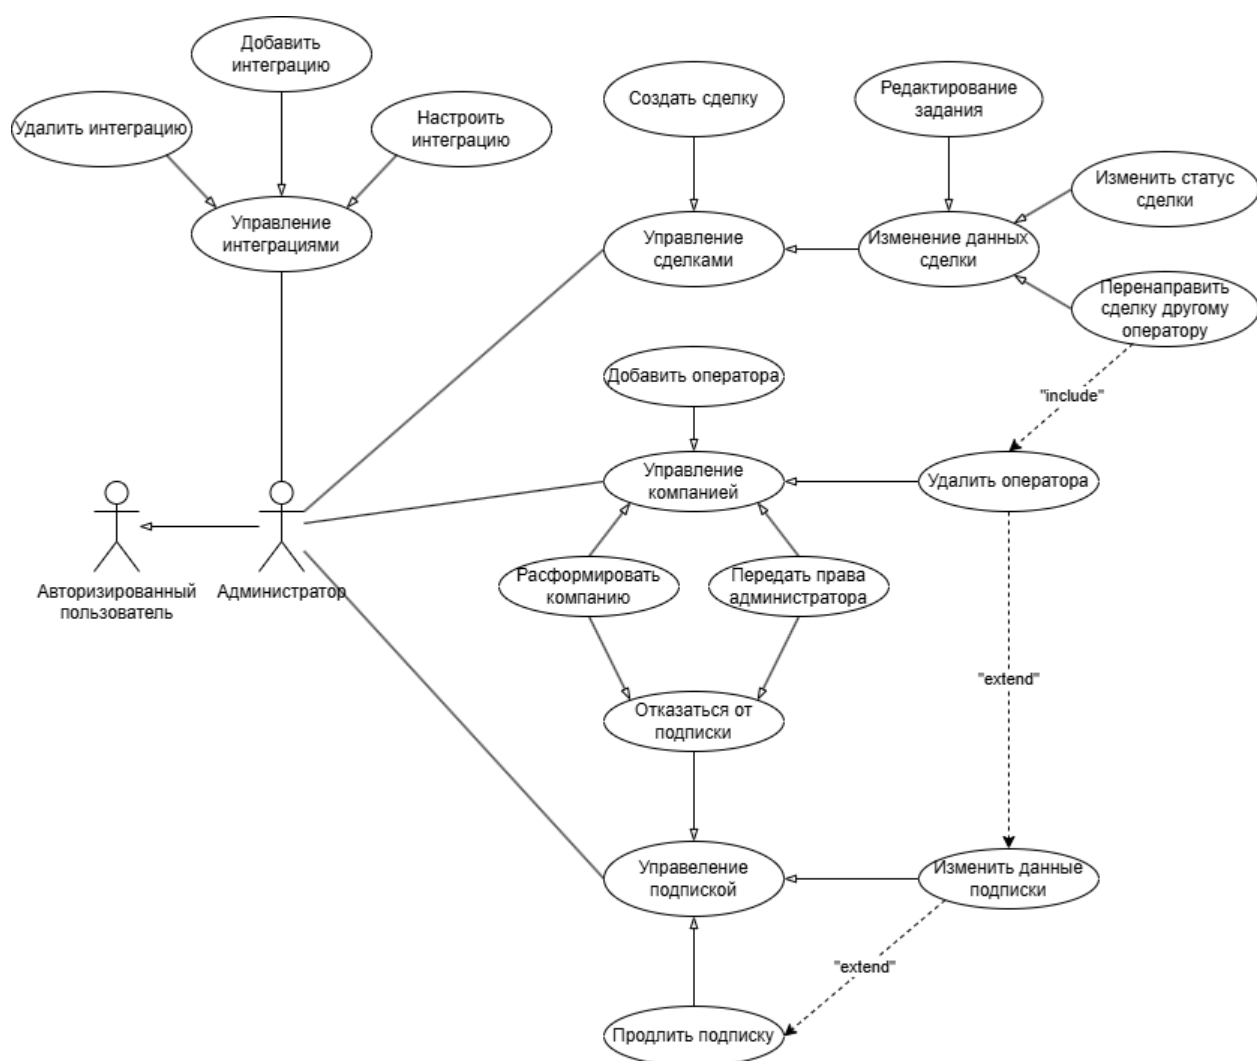 Добавить
интеграцию
Удалить интеграцию
Настроить
интеграцию
Управление
интеграциями
Создать сделку
Редактирование
задания
Изменить статус
сделки
Управление
сделками
Изменение данных
сделки
Перенаправить
сделку другому
оператору
Добавить оператора
"include"
Управление
компанией
Удалить оператора
Авторизированный
пользователь
Администратор
Расформировать
компанию
Передать права
администратора
"extend"
Отказаться от
подписки
Управеление
подпиской
Изменить данные
подписки
"extend"
Продлить подписку